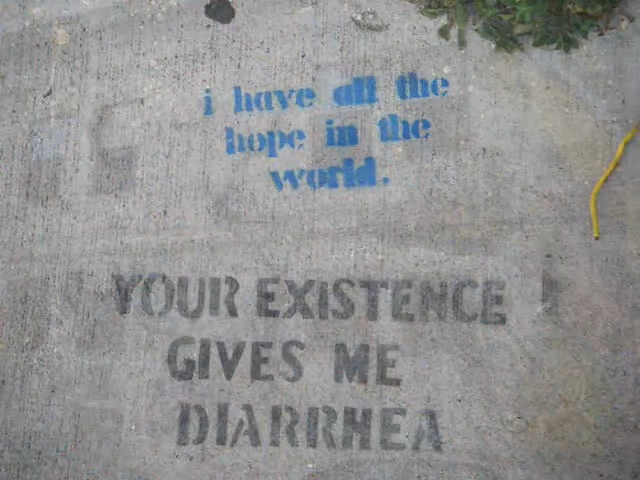 i have all the
hope in the
world.
YOUR EXISTENCE
GIVES ME
DIARRHEA